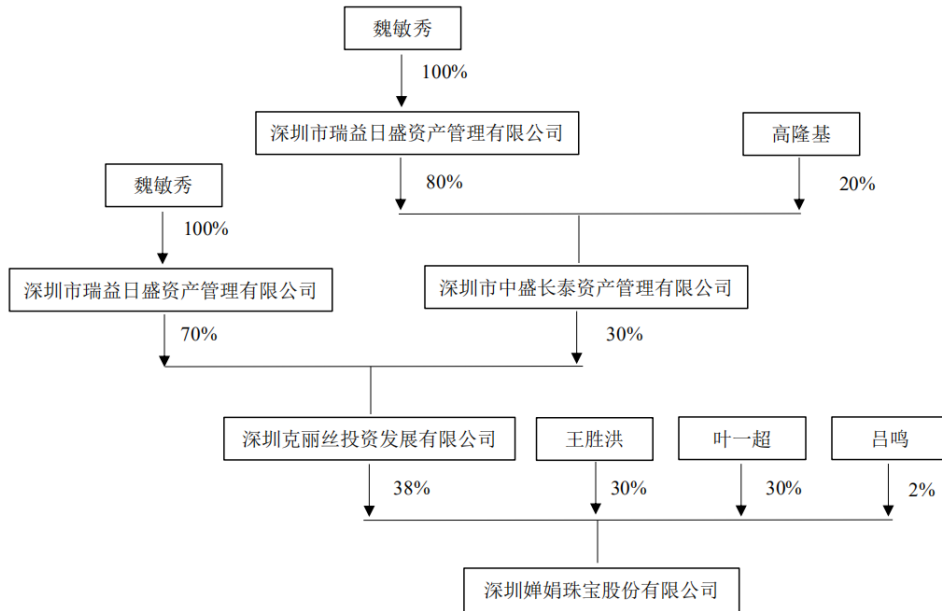 魏敏秀
100%
深圳市瑞益日盛资产管理有限公司
高隆基
魏敏秀
80%
20%
100%
深圳市瑞益日盛资产管理有限公司
深圳市中盛长泰资产管理有限公司
70%
30%
深圳克丽丝投资发展有限公司
王胜洪
叶一超
吕鸣
38%
30%
30%
2%
深圳婵娟珠宝股份有限公司